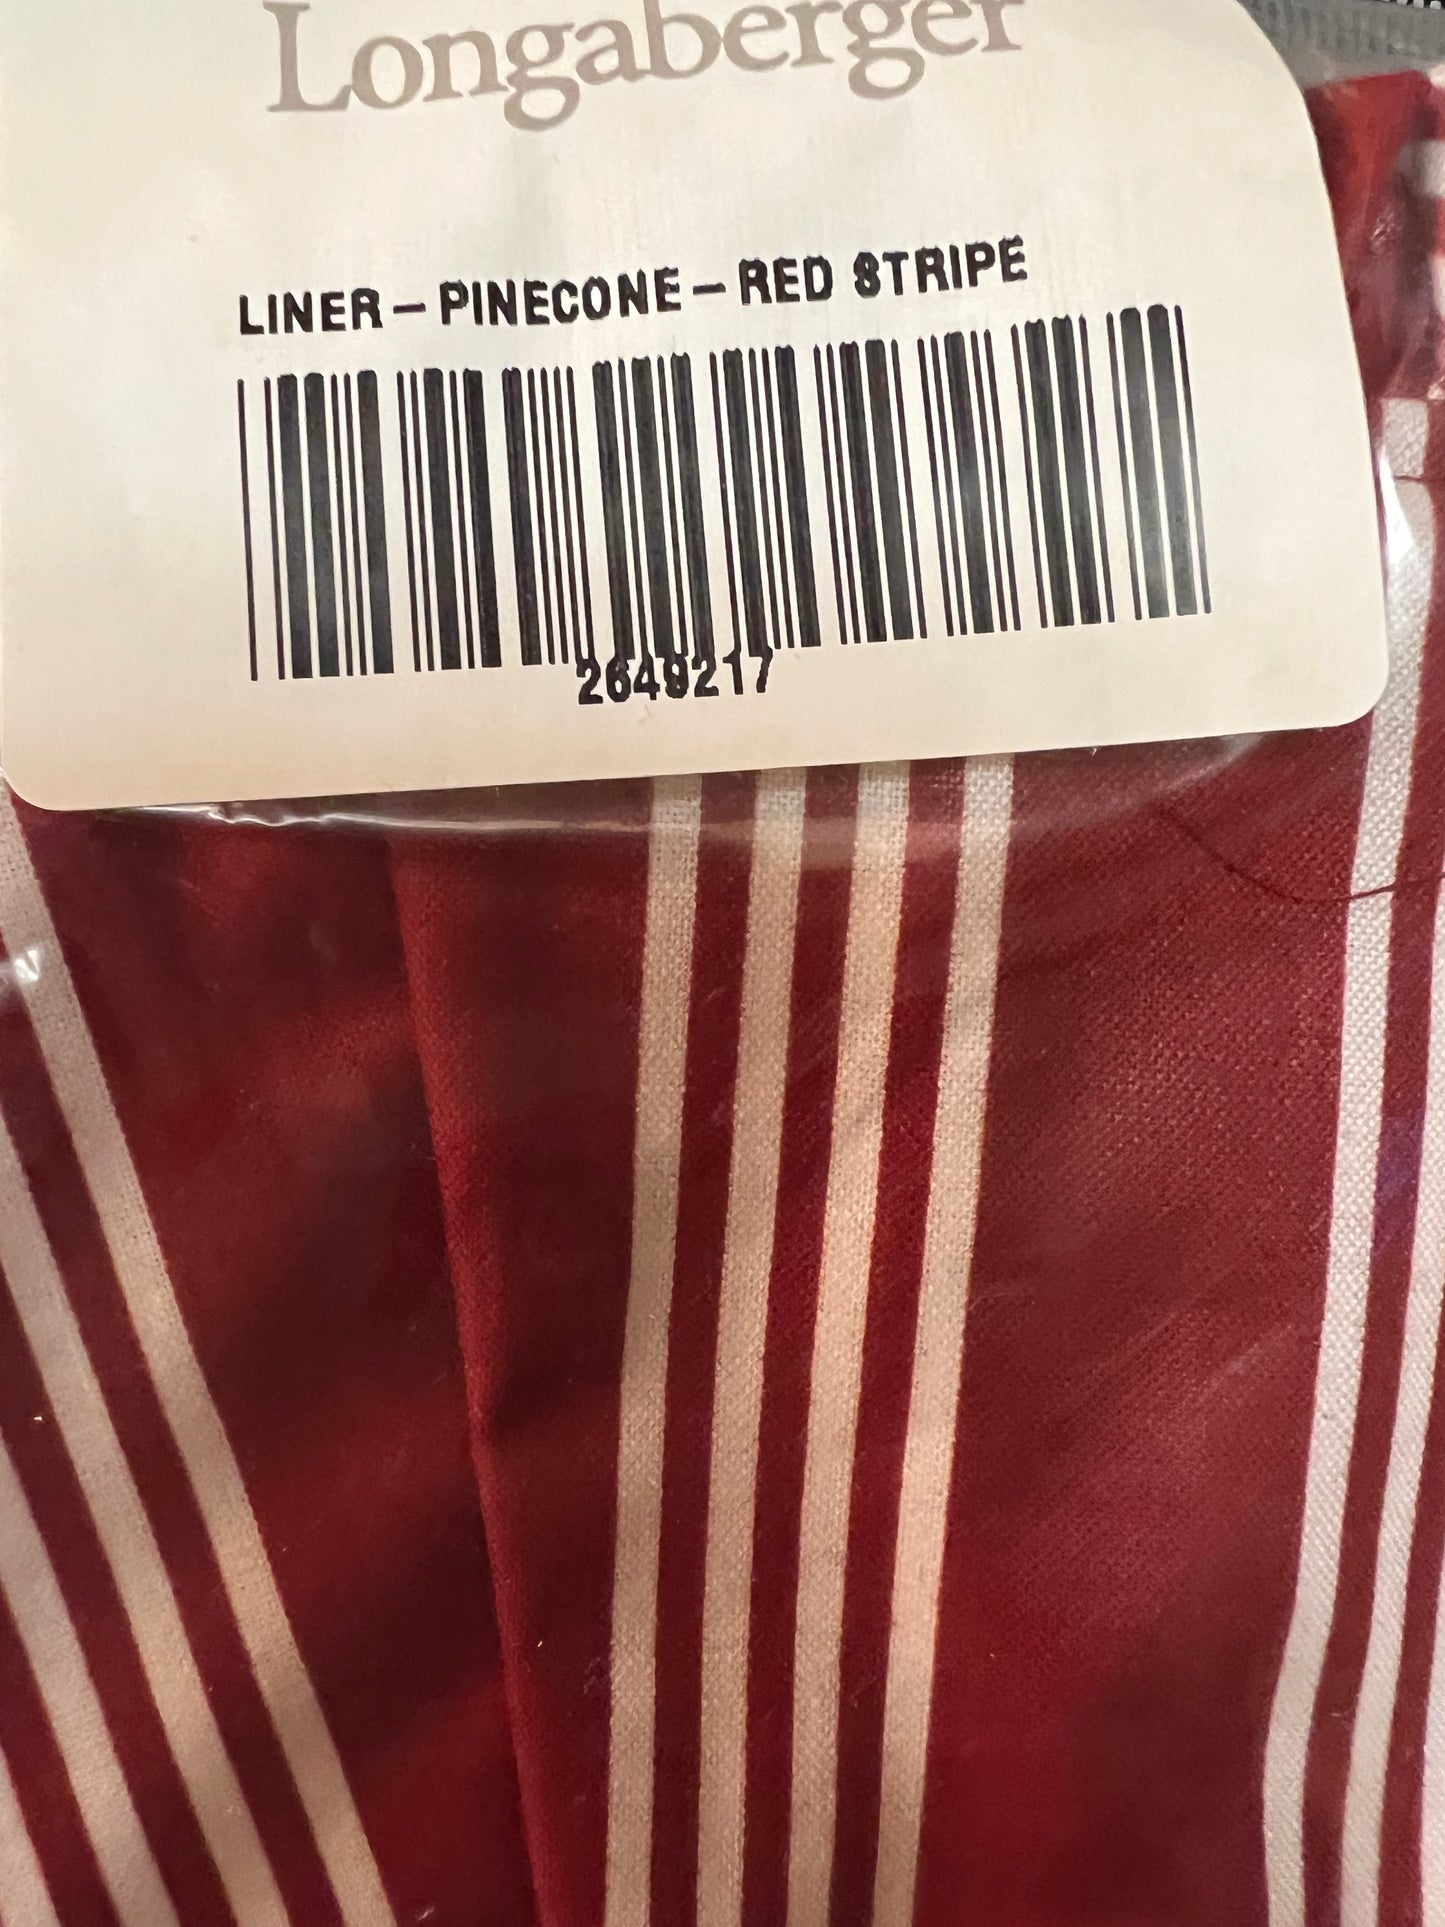 Longaberger
LINER-PINECONE-RED STRIPE
2649217